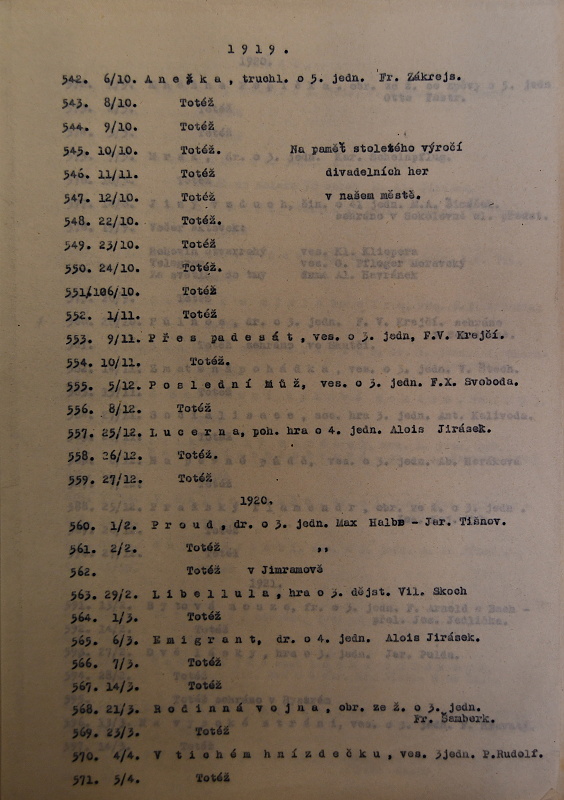 1919.
542. 6/10. Anežka, truchl. o 5. jedn. Fr. Zákrejs.
543. 8/10. Totéž
544. 9/10. Totéž
545. 10/10. Totéž. Na paměť stoletého výročí
546. 11/11. Totéž divadelních her
547. 12/10. Totéž v našem městě.
548. 22/10. Totéž.
549. 23/10. Totéž
550. 24/10. Totéž.
551/106/10. Totéž
552. 1/11. Totéž
553. 9/11. Přes padesát, ves. o 3. jedn, F.V. Krejčí.
554. 10/11. Totéž.
555. 5/12. Poslední můž, ves. o 3. jedn. F.X. Svoboda.
556. 8/12. Totéž
557. 25/12. Lucerna, poh. hra o 4. jedn. Alois Jirásek.
558. 26/12. Totéž.
559. 27/12. Totéž
1920.
560. 1/2. Proud, dr. o 3. jedn. Max Halbe - Jar. Tišnov.
561. 2/2. Totéž ,,
562. Totéž v Jimramově
563. 29/2. Libellula, hra o 3. dějst. Vil. Skoch
564. 1/3. Totéž
565. 6/3. Emigrant, dr. o 4. jedn. Alois Jirásek.
566. 7/3. Totéž
567. 14/3. Totéž
568. 21/3. Rodinná vojna, obr. ze ž. o 3. jedn.
Fr. Šamberk.
569. 23/3. Totéž
570. 4/4. V tichém hnízdečku, ves. 3jedn. P.Rudolf.
571. 5/4. Totéž